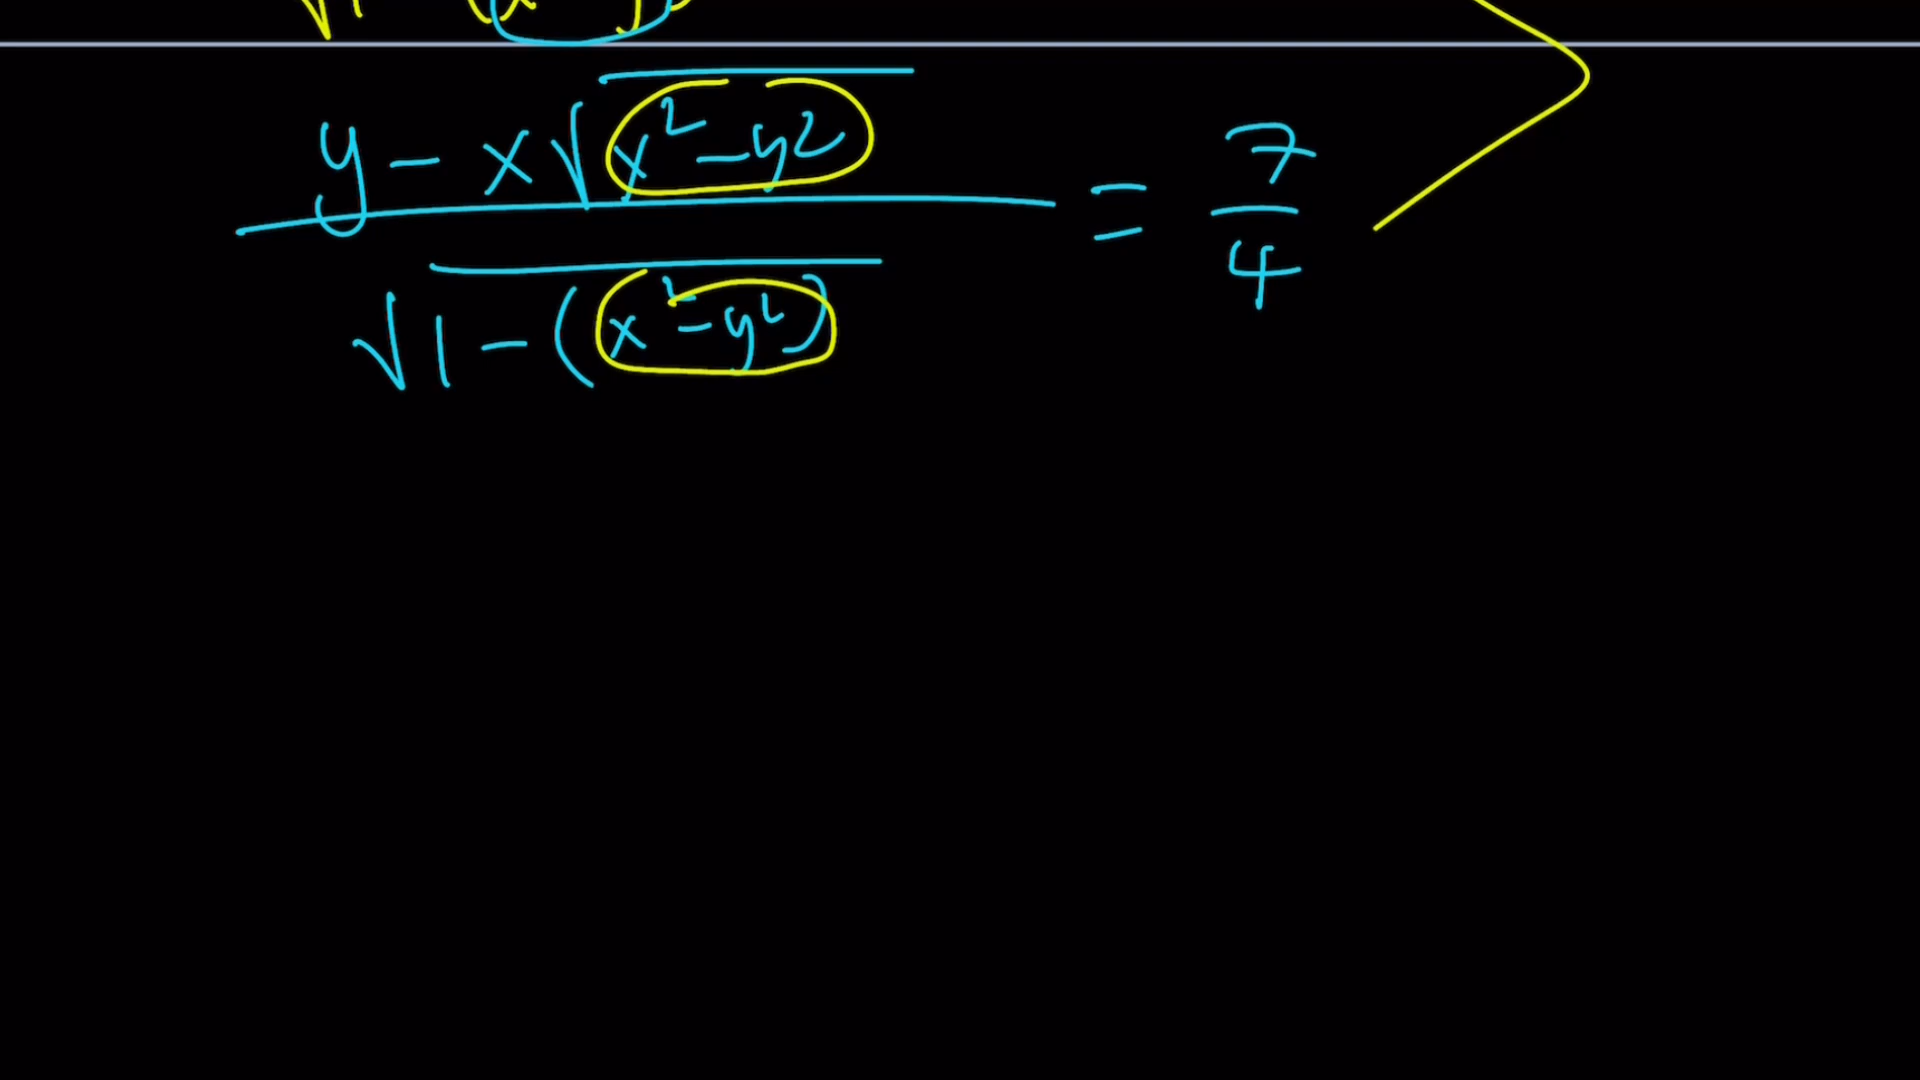 y - x√(x² - y²) / √(1 - (x² - y²)) = 7/4